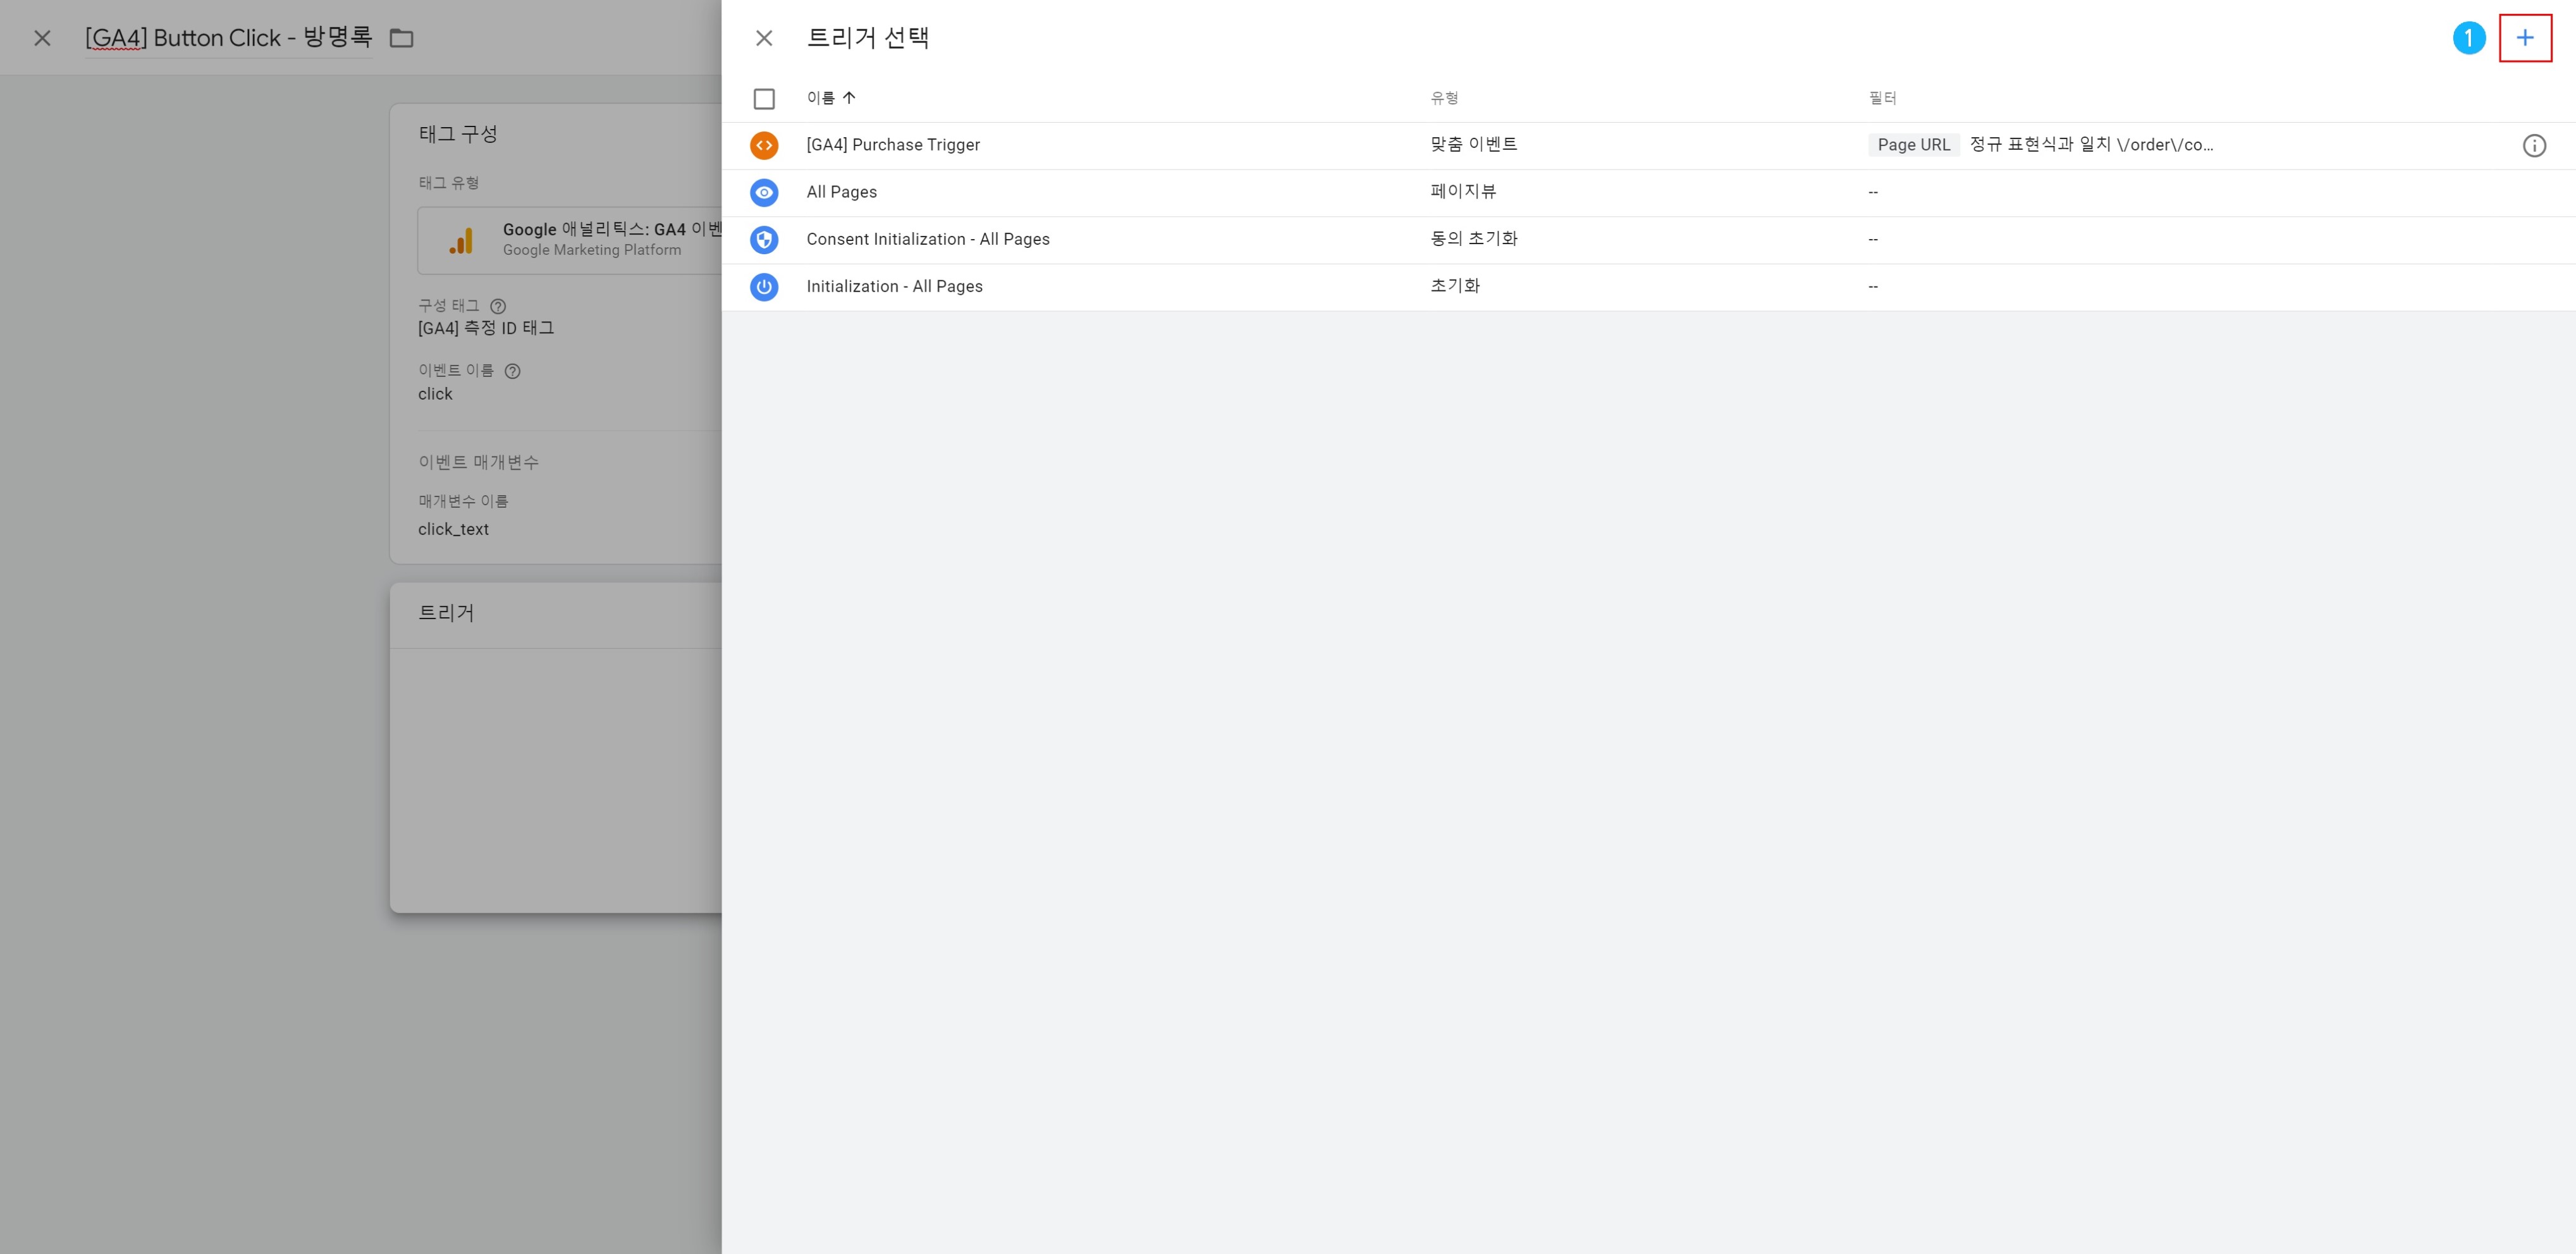 [GA4] Button Click - 방명록
태그 구성
태그 유형
Google 애널리틱스: GA4 이벤
Google Marketing Platform
구성 태그
[GA4] 측정 ID 태그
이벤트 이름
click
이벤트 매개변수
매개변수 이름
click_text
트리거
트리거 선택
1
이름 유형 필터
[GA4] Purchase Trigger 맞춤 이벤트 Page URL 정규 표현식과 일치 \/order\/co...
All Pages 페이지뷰 --
Consent Initialization - All Pages 동의 초기화 --
Initialization - All Pages 초기화 --